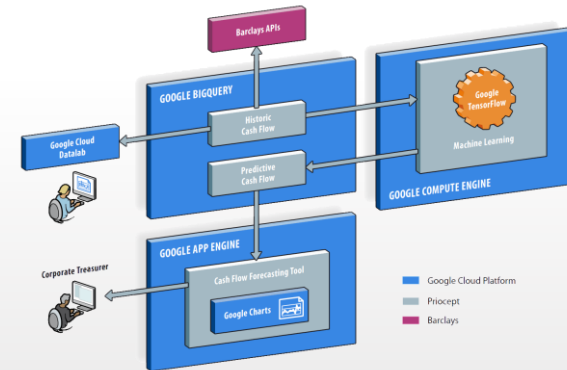 Barclays APIs
GOOGLE BIGQUERY
Historic
Cash Flow
Google
TensorFlow
Machine Learning
GOOGLE COMPUTE ENGINE
Google Cloud
Datalab
Predictive
Cash Flow
GOOGLE APP ENGINE
Cash Flow Forecasting Tool
Google Charts
Corporate Treasurer
Google Cloud Platform
Priocept
Barclays